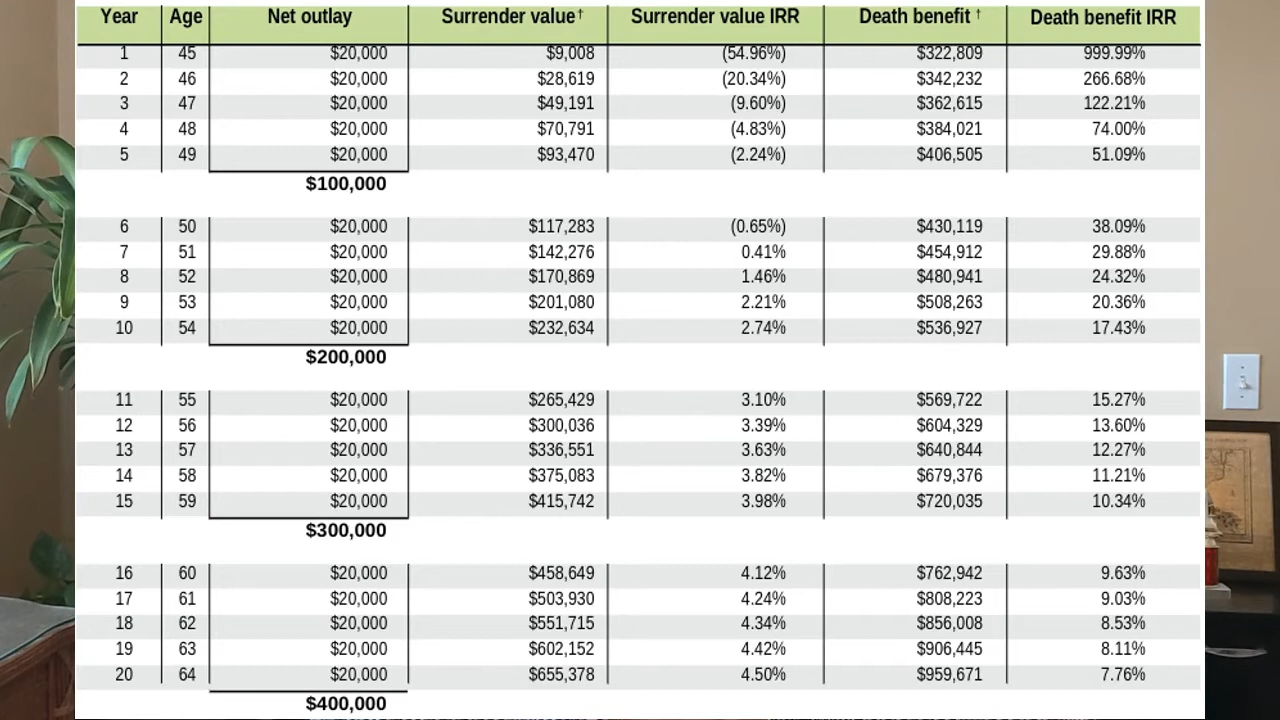 Year Age Net outlay Surrender value† Surrender value IRR Death benefit † Death benefit IRR
1 45 $20,000 $9,008 (54.96%) $322,809 999.99%
2 46 $20,000 $28,619 (20.34%) $342,232 266.68%
3 47 $20,000 $49,191 (9.60%) $362,615 122.21%
4 48 $20,000 $70,791 (4.83%) $384,021 74.00%
5 49 $20,000 $93,470 (2.24%) $406,505 51.09%
$100,000
6 50 $20,000 $117,283 (0.65%) $430,119 38.09%
7 51 $20,000 $142,276 0.41% $454,912 29.88%
8 52 $20,000 $170,869 1.46% $480,941 24.32%
9 53 $20,000 $201,080 2.21% $508,263 20.36%
10 54 $20,000 $232,634 2.74% $536,927 17.43%
$200,000
11 55 $20,000 $265,429 3.10% $569,722 15.27%
12 56 $20,000 $300,036 3.39% $604,329 13.60%
13 57 $20,000 $336,551 3.63% $640,844 12.27%
14 58 $20,000 $375,083 3.82% $679,376 11.21%
15 59 $20,000 $415,742 3.98% $720,035 10.34%
$300,000
16 60 $20,000 $458,649 4.12% $762,942 9.63%
17 61 $20,000 $503,930 4.24% $808,223 9.03%
18 62 $20,000 $551,715 4.34% $856,008 8.53%
19 63 $20,000 $602,152 4.42% $906,445 8.11%
20 64 $20,000 $655,378 4.50% $959,671 7.76%
$400,000